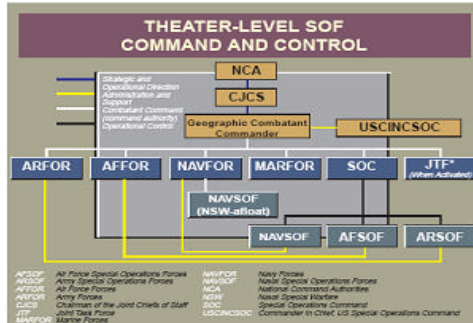 THEATER-LEVEL SOF
COMMAND AND CONTROL
Strategic and
Operational Direction
Administration and
Support
Combatant Command
(command authority)
Operational Control
NCA
CJCS
Geographic Combatant
Commander
USCINCSOC
ARFOR
AFFOR
NAVFOR
MARFOR
SOC
JTF*
(When Activated)
NAVSOF
(NSW-afloat)
NAVSOF
AFSOF
ARSOF
AFSOF Air Force Special Operations Forces
ARSOF Army Special Operations Forces
AFFOR Air Force Forces
ARFOR Army Forces
CJCS Chairman of the Joint Chiefs of Staff
JTF Joint Task Force
MARFOR Marine Forces
NAVFOR Navy Forces
NAVSOF Naval Special Operations Forces
NCA National Command Authorities
NSW Naval Special Warfare
SOC Special Operations Command
USCINCSOC Commander in Chief, US Special Operations Command